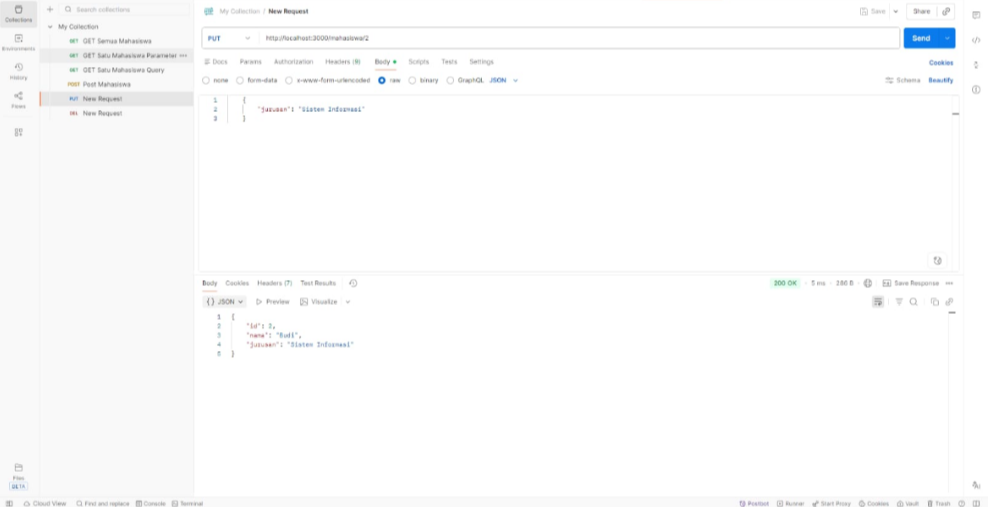 Collections
Environments
History
Flows
Files
BETA
Search collections
My Collection
GET Semua Mahasiswa
GET Satu Mahasiswa Parameter
GET Satu Mahasiswa Query
POST Post Mahasiswa
PUT New Request
DEL New Request
My Collection / New Request
Save
Share
PUT http://localhost:3000/mahasiswa/2
Send
Docs Params Authorization Headers (9) Body Scripts Tests Settings
Cookies
none form-data x-www-form-urlencoded raw binary GraphQL JSON
Schema Beautify
1 {
2 "jurusan": "Sistem Informasi"
3 }
Body Cookies Headers (7) Test Results
200 OK · 5 ms · 286 B · Save Response
{ } JSON Preview Visualize
1 {
2 "id": 2,
3 "nama": "Budi",
4 "jurusan": "Sistem Informasi"
5 }
Cloud View Find and replace Console Terminal
Postbot Runner Start Proxy Cookies Vault Trash